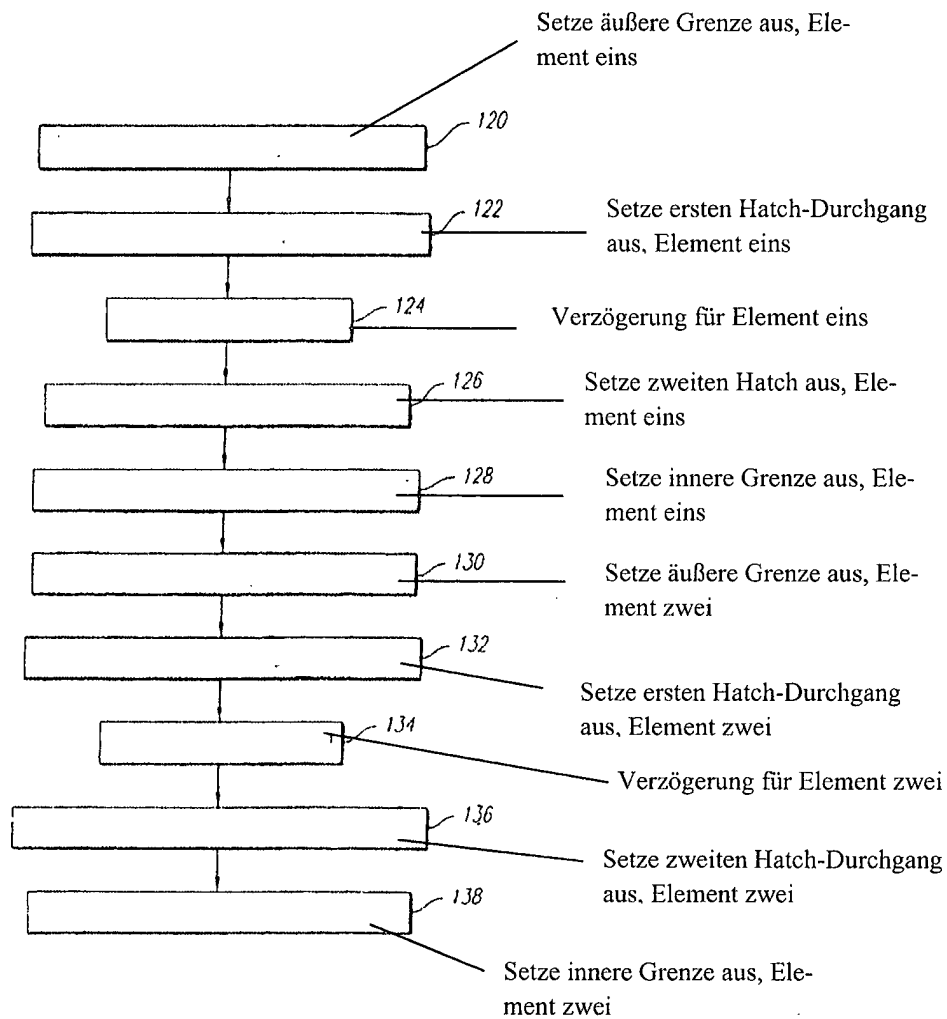 Setze äußere Grenze aus, Ele-
ment eins
120
122
Setze ersten Hatch-Durchgang
aus, Element eins
124
Verzögerung für Element eins
126
Setze zweiten Hatch aus, Ele-
ment eins
128
Setze innere Grenze aus, Ele-
ment eins
130
Setze äußere Grenze aus, Ele-
ment zwei
132
Setze ersten Hatch-Durchgang
aus, Element zwei
134
Verzögerung für Element zwei
136
Setze zweiten Hatch-Durchgang
aus, Element zwei
138
Setze innere Grenze aus, Ele-
ment zwei